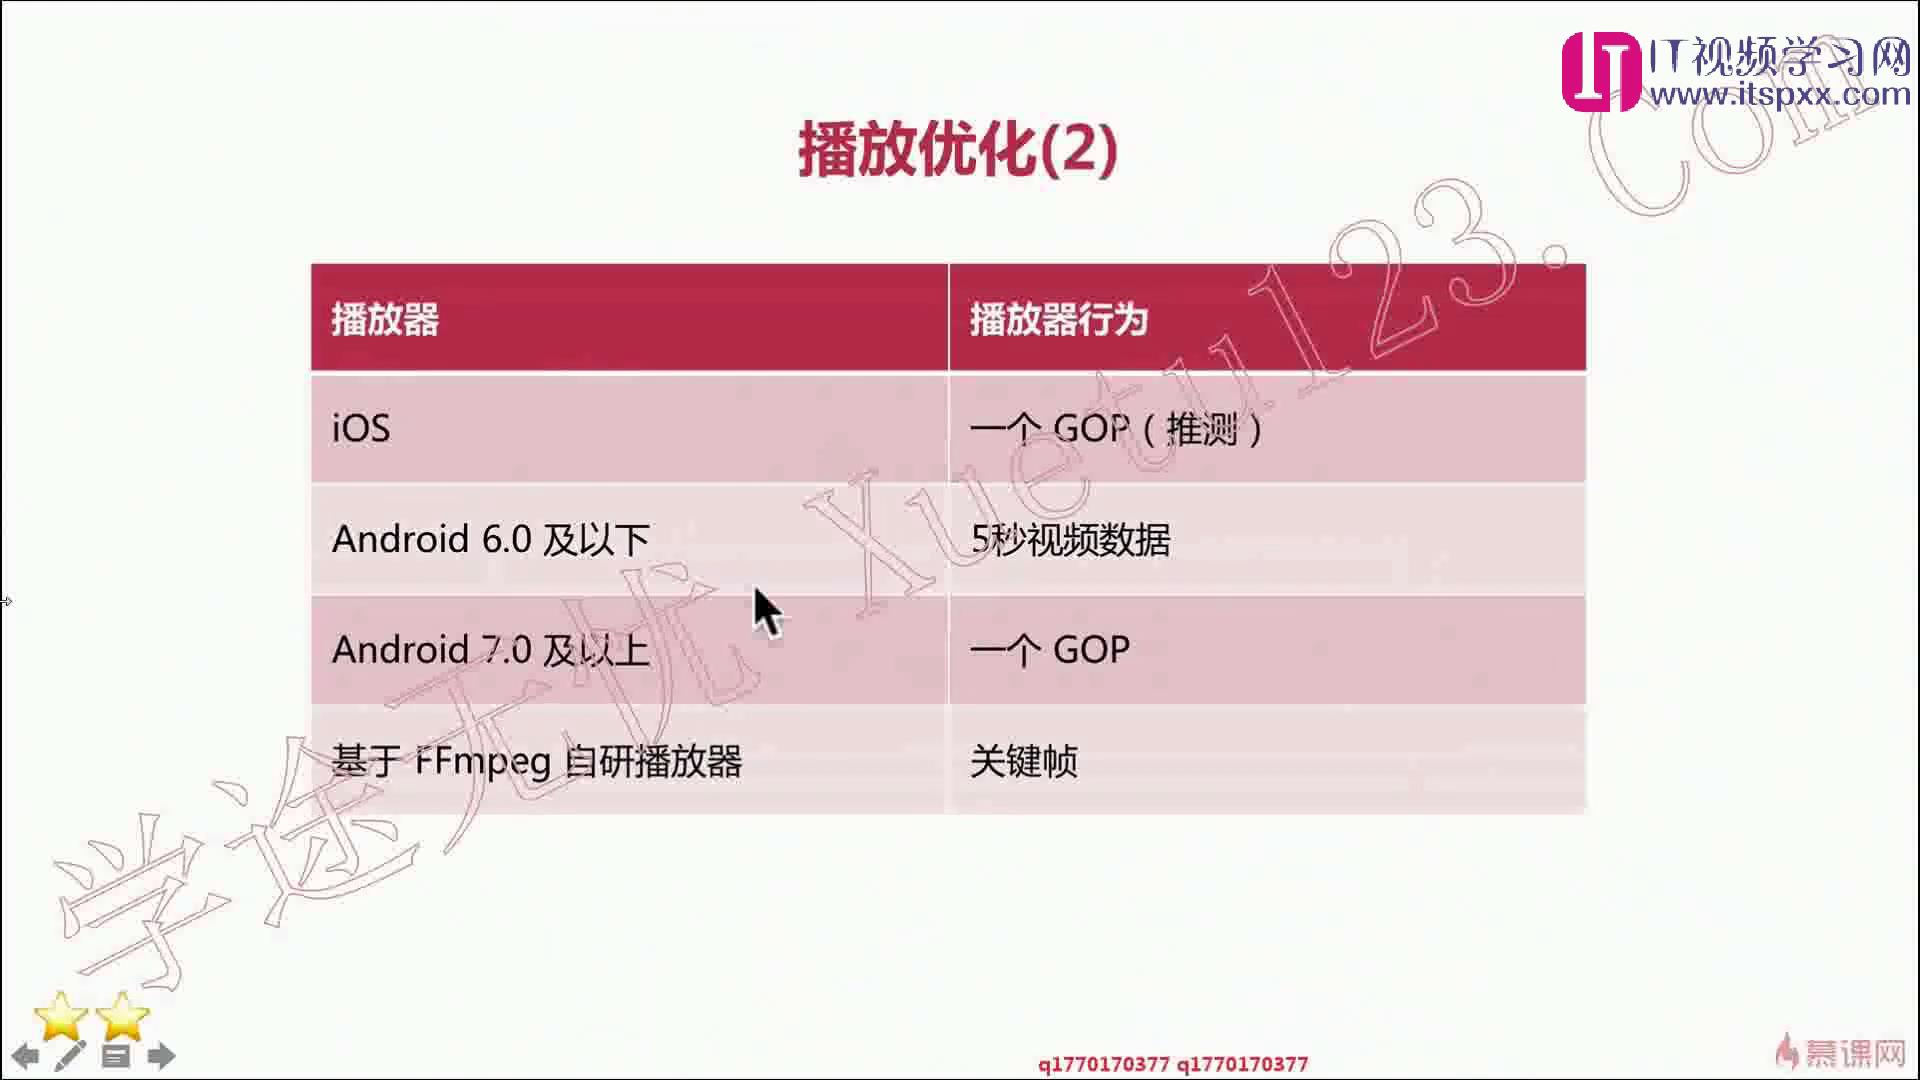 IT视频学习网
www.itspxx.com
播放优化(2)
播放器 播放器行为
iOS 一个 GOP（推测）
Android 6.0 及以下 5秒视频数据
Android 7.0 及以上 一个 GOP
基于 FFmpeg 自研播放器 关键帧
学途无忧 Xuetu123.Com
q1770170377 q1770170377
慕课网